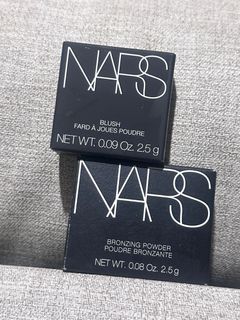 NARS
BLUSH
FARD À JOUES POUDRE
NET WT. 0.09 Oz. 2.5 g
NARS
BRONZING POWDER
POUDRE BRONZANTE
NET WT. 0.08 Oz. 2.5 g